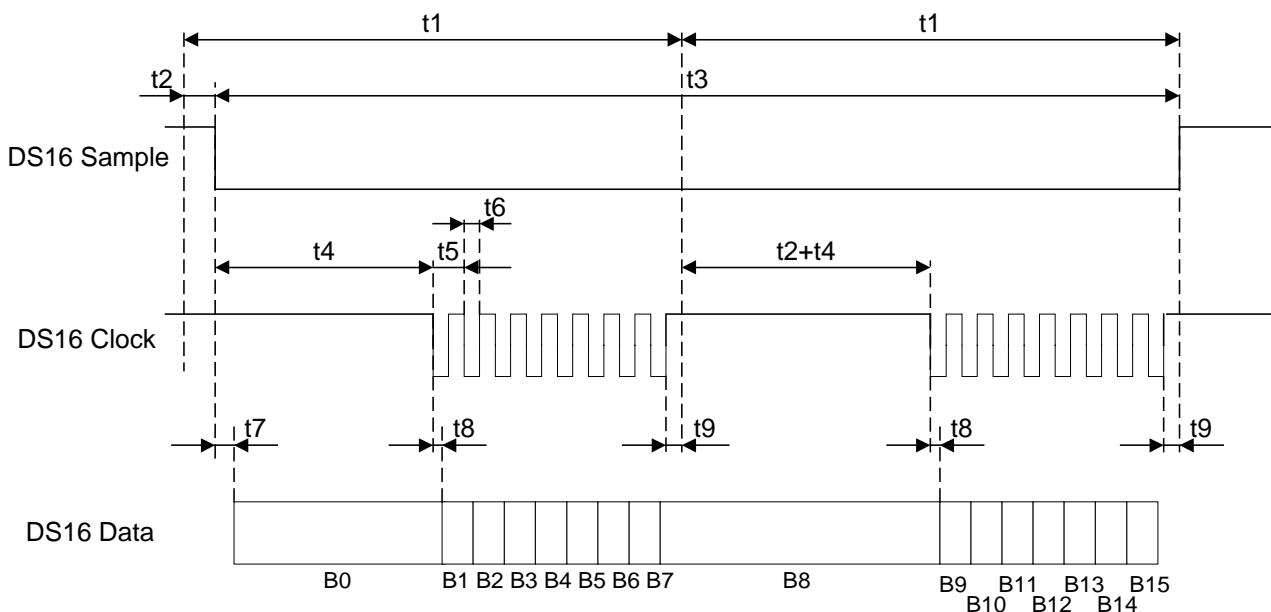 t1 t1
t2 t3
DS16 Sample
t6
t4 t5 t2+t4
DS16 Clock
t7 t8 t9 t8 t9
DS16 Data
B0 B1 B2 B3 B4 B5 B6 B7 B8 B9 B11 B13 B15
B10 B12 B14